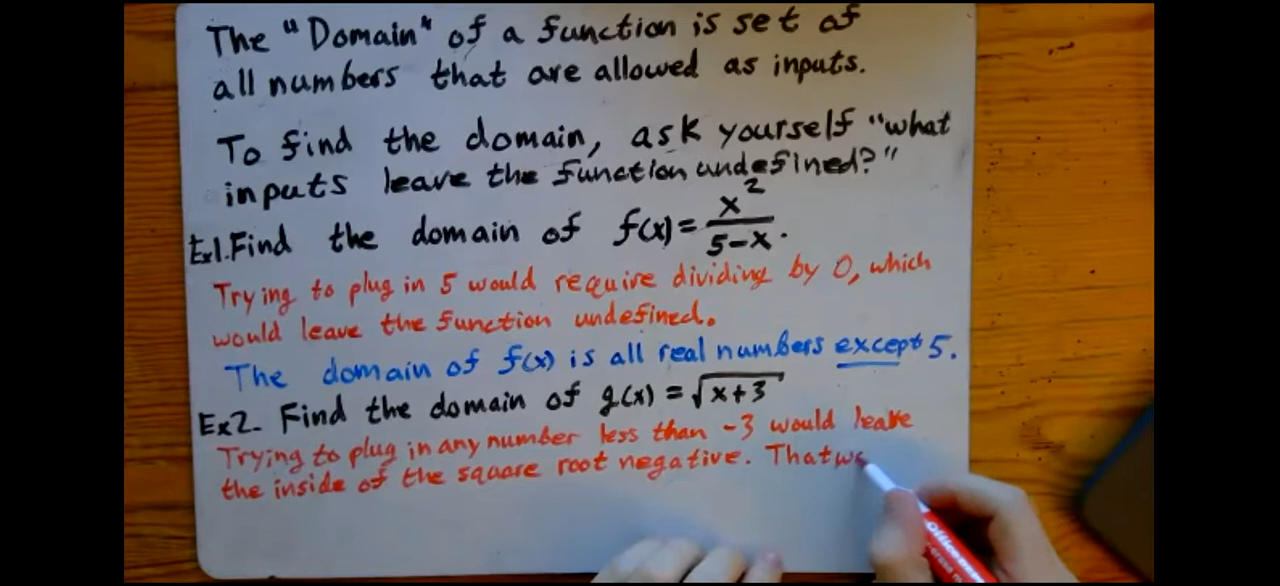 The "Domain" of a function is set of
all numbers that are allowed as inputs.
To find the domain, ask yourself "what
inputs leave the function undefined?"
Ex1. Find the domain of f(x) = x²/5-x.
Trying to plug in 5 would require dividing by 0, which
would leave the function undefined.
The domain of f(x) is all real numbers except 5.
Ex2. Find the domain of g(x) = √x+3
Trying to plug in any number less than -3 would leave
the inside of the square root negative. That wo